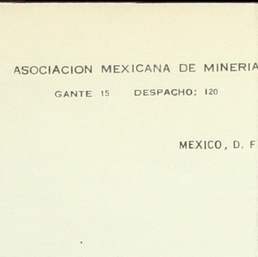 ASOCIACION MEXICANA DE MINERIA
GANTE 15 DESPACHO; 120
MEXICO, D. F